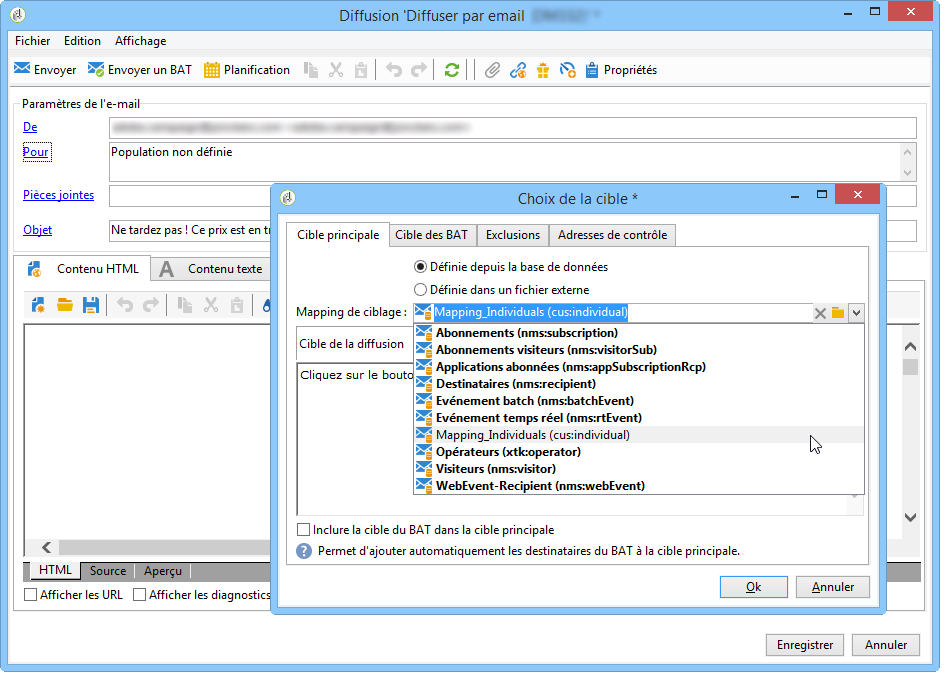 Diffusion 'Diffuser par email
Fichier Edition Affichage
Envoyer Envoyer un BAT Planification Propriétés
Paramètres de l'e-mail
De
Pour Population non définie
Pièces jointes
Objet Ne tardez pas ! Ce prix est en
Contenu HTML Contenu texte
HTML Source Aperçu
Afficher les URL Afficher les diagnostics
Enregistrer Annuler
Choix de la cible *
Cible principale Cible des BAT Exclusions Adresses de contrôle
Définie depuis la base de données
Définie dans un fichier externe
Mapping de ciblage : Mapping_Individuals (cus:individual)
Cible de la diffusion
Cliquez sur le bouto
Abonnements (nms:subscription)
Abonnements visiteurs (nms:visitorSub)
Applications abonnées (nms:appSubscriptionRcp)
Destinataires (nms:recipient)
Evénement batch (nms:batchEvent)
Evénement temps réel (nms:rtEvent)
Mapping_Individuals (cus:individual)
Opérateurs (xtk:operator)
Visiteurs (nms:visitor)
WebEvent-Recipient (nms:webEvent)
Inclure la cible du BAT dans la cible principale
Permet d'ajouter automatiquement les destinataires du BAT à la cible principale.
Ok Annuler